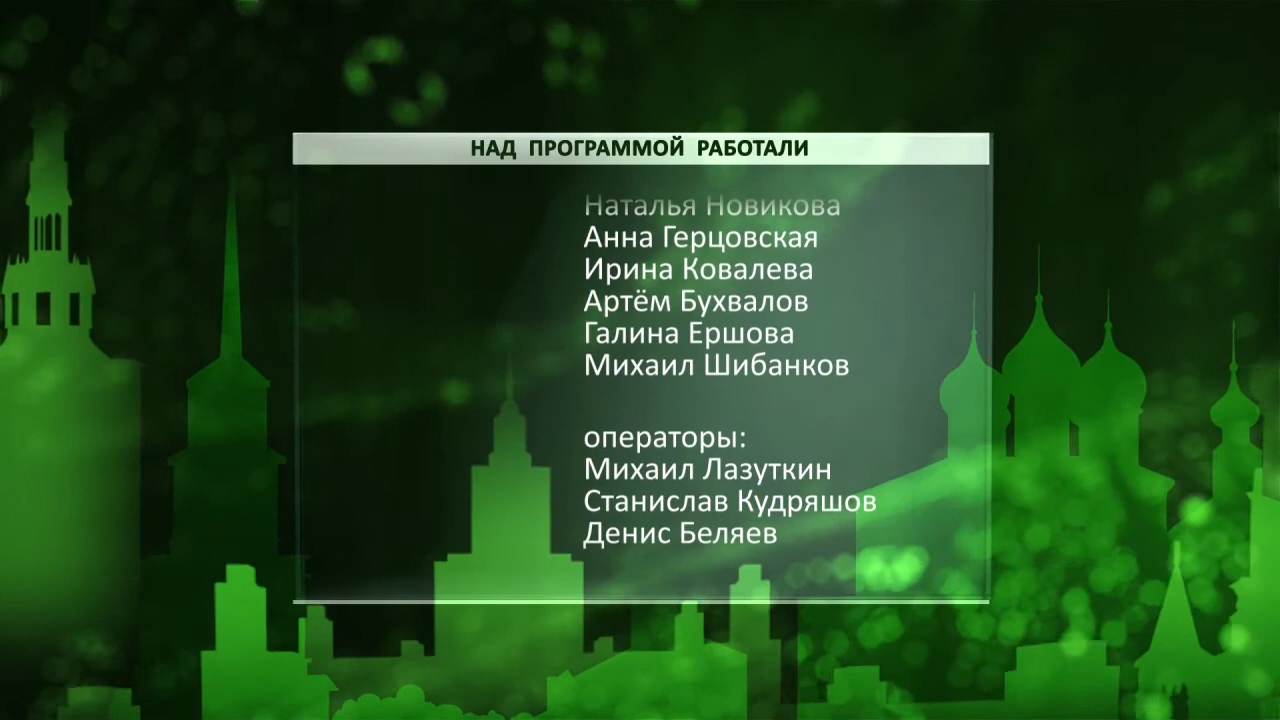 НАД ПРОГРАММОЙ РАБОТАЛИ
Наталья Новикова
Анна Герцовская
Ирина Ковалева
Артём Бухвалов
Галина Ершова
Михаил Шибанков
операторы:
Михаил Лазуткин
Станислав Кудряшов
Денис Беляев